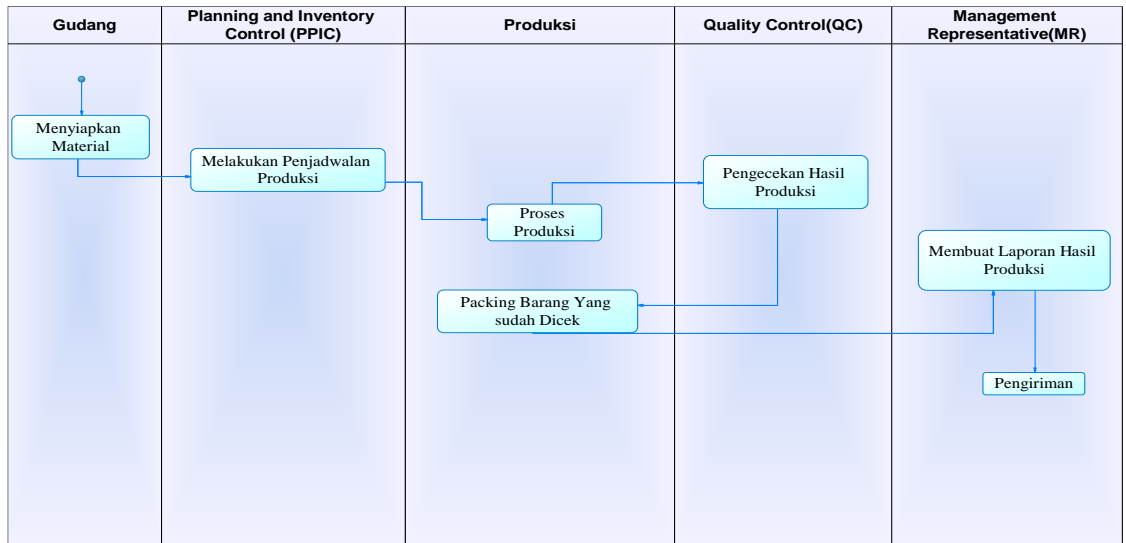 Gudang
Planning and Inventory
Control (PPIC)
Produksi
Quality Control(QC)
Management
Representative(MR)
Menyiapkan
Material
Melakukan Penjadwalan
Produksi
Proses
Produksi
Pengecekan Hasil
Produksi
Packing Barang Yang
sudah Dicek
Membuat Laporan Hasil
Produksi
Pengiriman